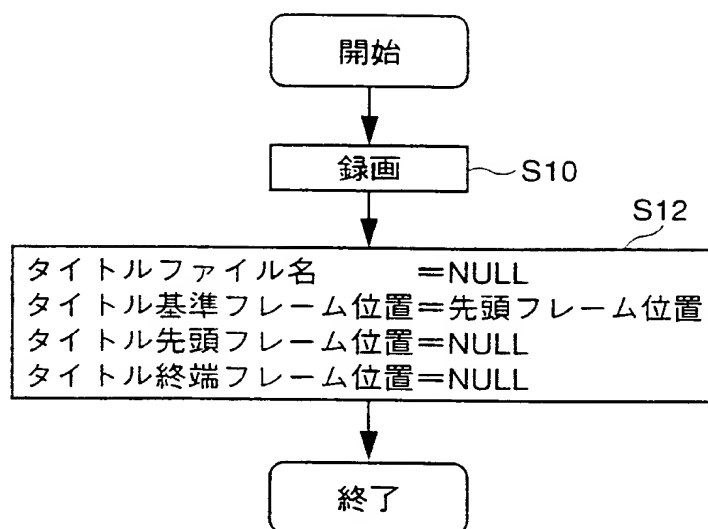 開始
録画
S10
S12
タイトルファイル名 =NULL
タイトル基準フレーム位置=先頭フレーム位置
タイトル先頭フレーム位置=NULL
タイトル終端フレーム位置=NULL
終了